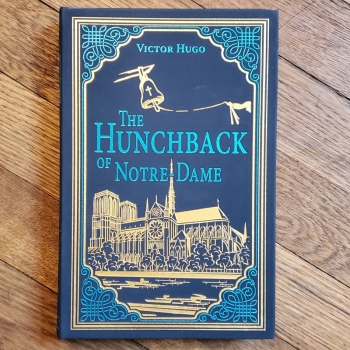 VICTOR HUGO
THE
HUNCHBACK
OF NOTRE-DAME